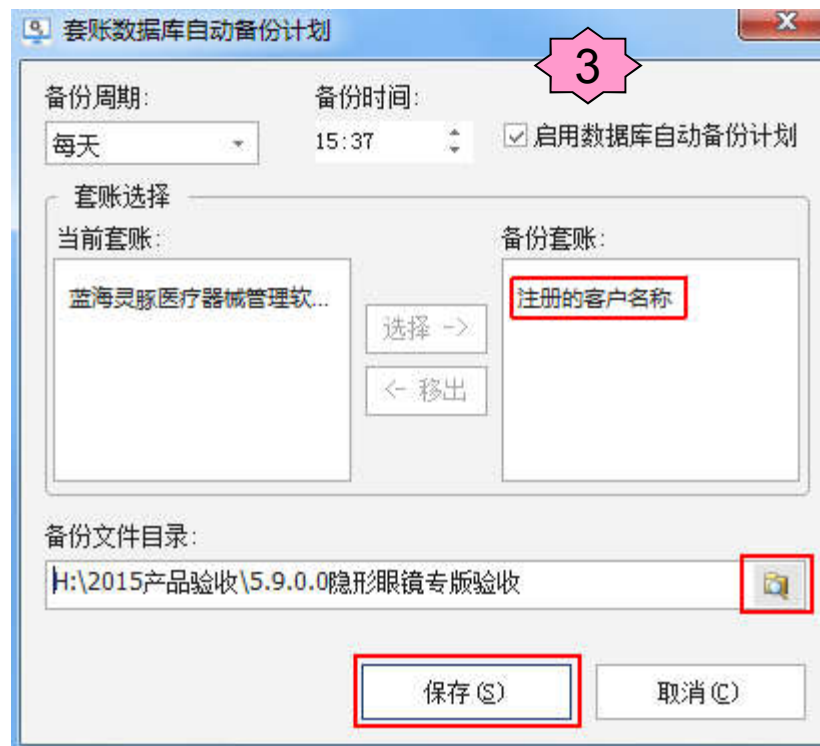 套账数据库自动备份计划
3
备份周期:
备份时间:
每天
15:37
启用数据库自动备份计划
套账选择
当前套账:
备份套账:
蓝海灵豚医疗器械管理软...
注册的客户名称
选择 ->
<- 移出
备份文件目录:
H:\2015产品验收\5.9.0.0隐形眼镜专版验收
保存(S)
取消(C)